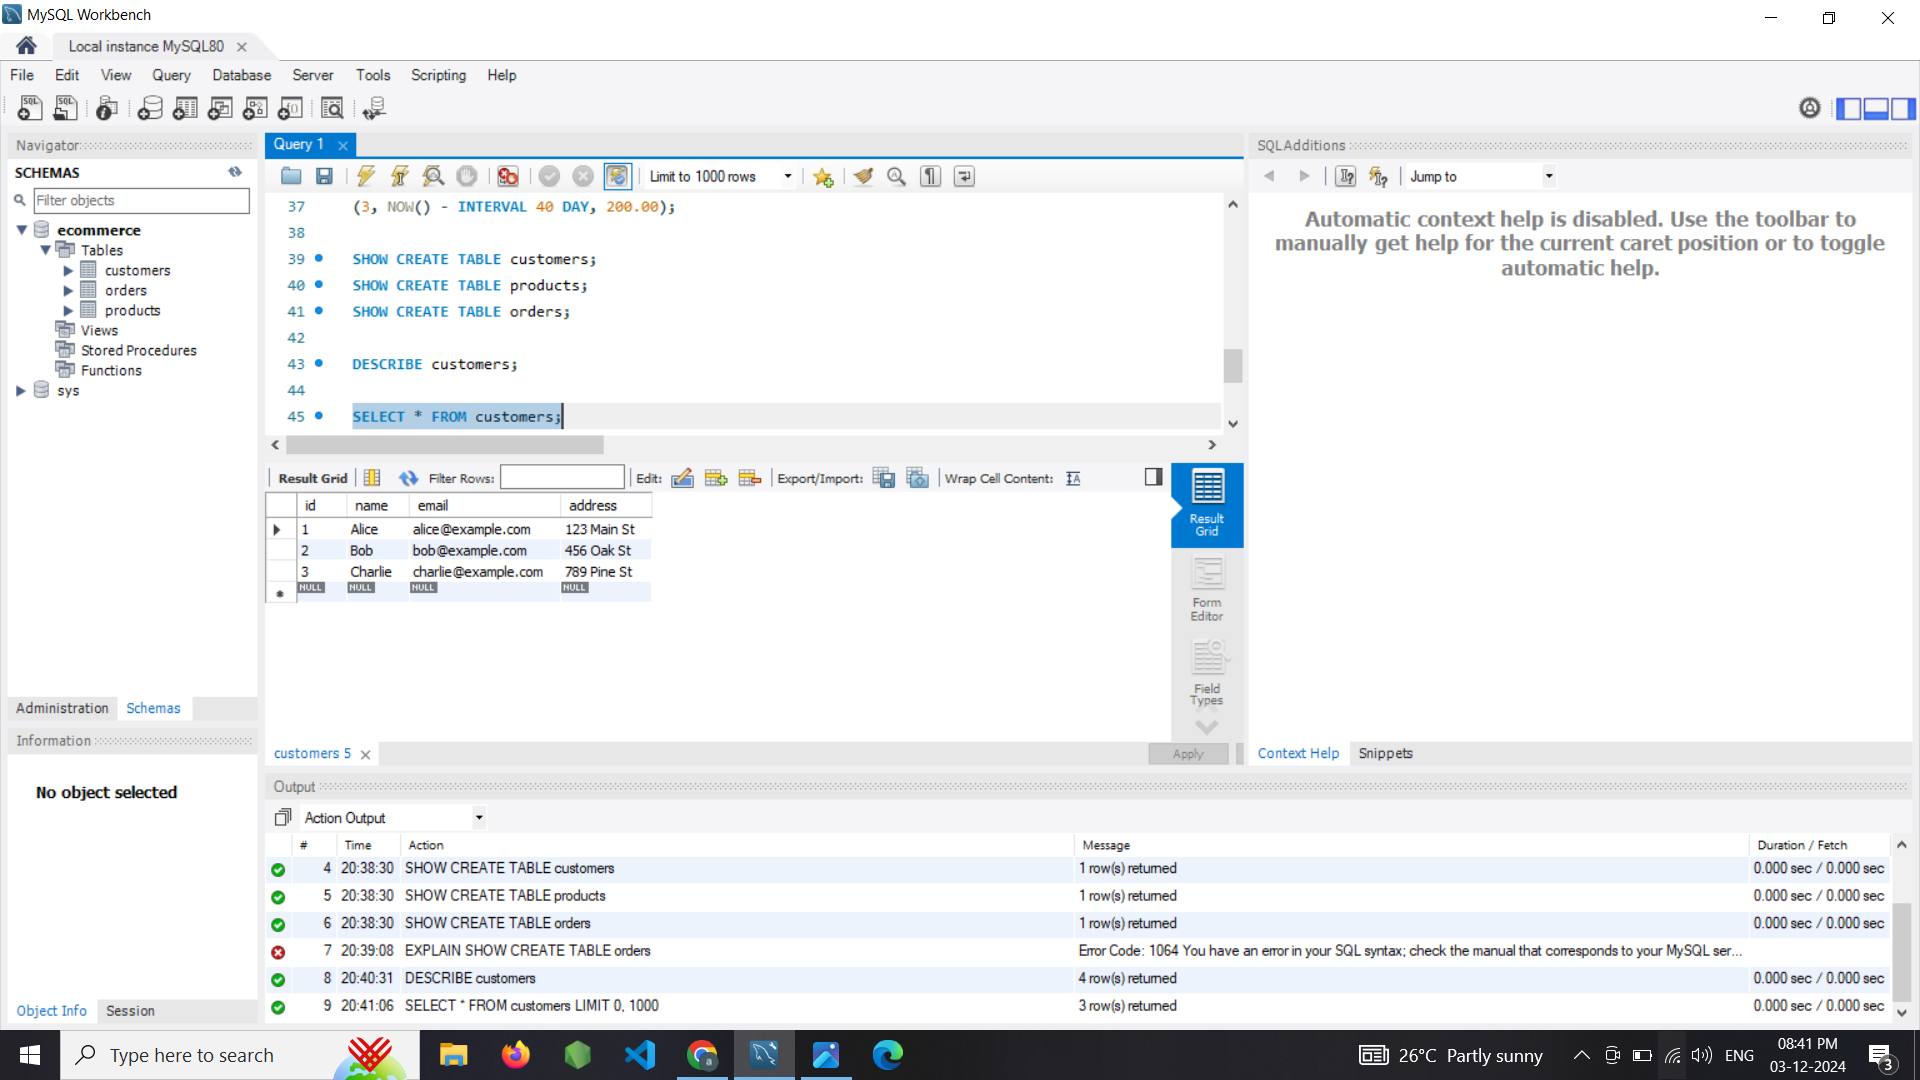 MySQL Workbench
Local instance MySQL80
File Edit View Query Database Server Tools Scripting Help
Navigator
SCHEMAS
Filter objects
ecommerce
Tables
customers
orders
products
Views
Stored Procedures
Functions
sys
Administration Schemas
Information
No object selected
Object Info Session
Query 1
Limit to 1000 rows
37 (3, NOW() - INTERVAL 40 DAY, 200.00);
38
39 SHOW CREATE TABLE customers;
40 SHOW CREATE TABLE products;
41 SHOW CREATE TABLE orders;
42
43 DESCRIBE customers;
44
45 SELECT * FROM customers;
Result Grid Filter Rows: Edit: Export/Import: Wrap Cell Content:
id name email address
1 Alice alice@example.com 123 Main St
2 Bob bob@example.com 456 Oak St
3 Charlie charlie@example.com 789 Pine St
NULL NULL NULL NULL
Result
Grid
Form
Editor
Field
Types
customers 5
Apply
SQLAdditions
Jump to
Automatic context help is disabled. Use the toolbar to
manually get help for the current caret position or to toggle
automatic help.
Context Help Snippets
Output
Action Output
# Time Action Message Duration / Fetch
4 20:38:30 SHOW CREATE TABLE customers 1 row(s) returned 0.000 sec / 0.000 sec
5 20:38:30 SHOW CREATE TABLE products 1 row(s) returned 0.000 sec / 0.000 sec
6 20:38:30 SHOW CREATE TABLE orders 1 row(s) returned 0.000 sec / 0.000 sec
7 20:39:08 EXPLAIN SHOW CREATE TABLE orders Error Code: 1064 You have an error in your SQL syntax; check the manual that corresponds to your MySQL ser...
8 20:40:31 DESCRIBE customers 4 row(s) returned 0.000 sec / 0.000 sec
9 20:41:06 SELECT * FROM customers LIMIT 0, 1000 3 row(s) returned 0.000 sec / 0.000 sec
Type here to search
26°C Partly sunny
ENG
08:41 PM
03-12-2024
3